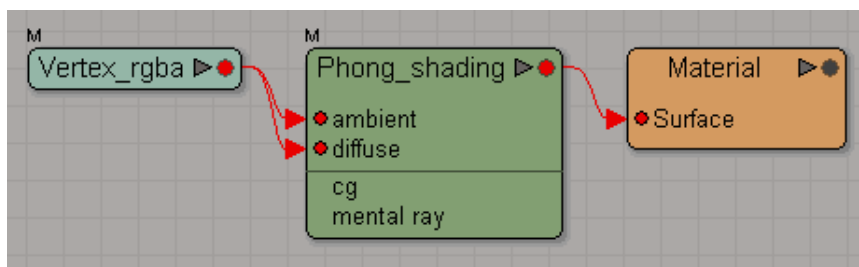 M
Vertex_rgba
M
Phong_shading
ambient
diffuse
cg
mental ray
Material
Surface